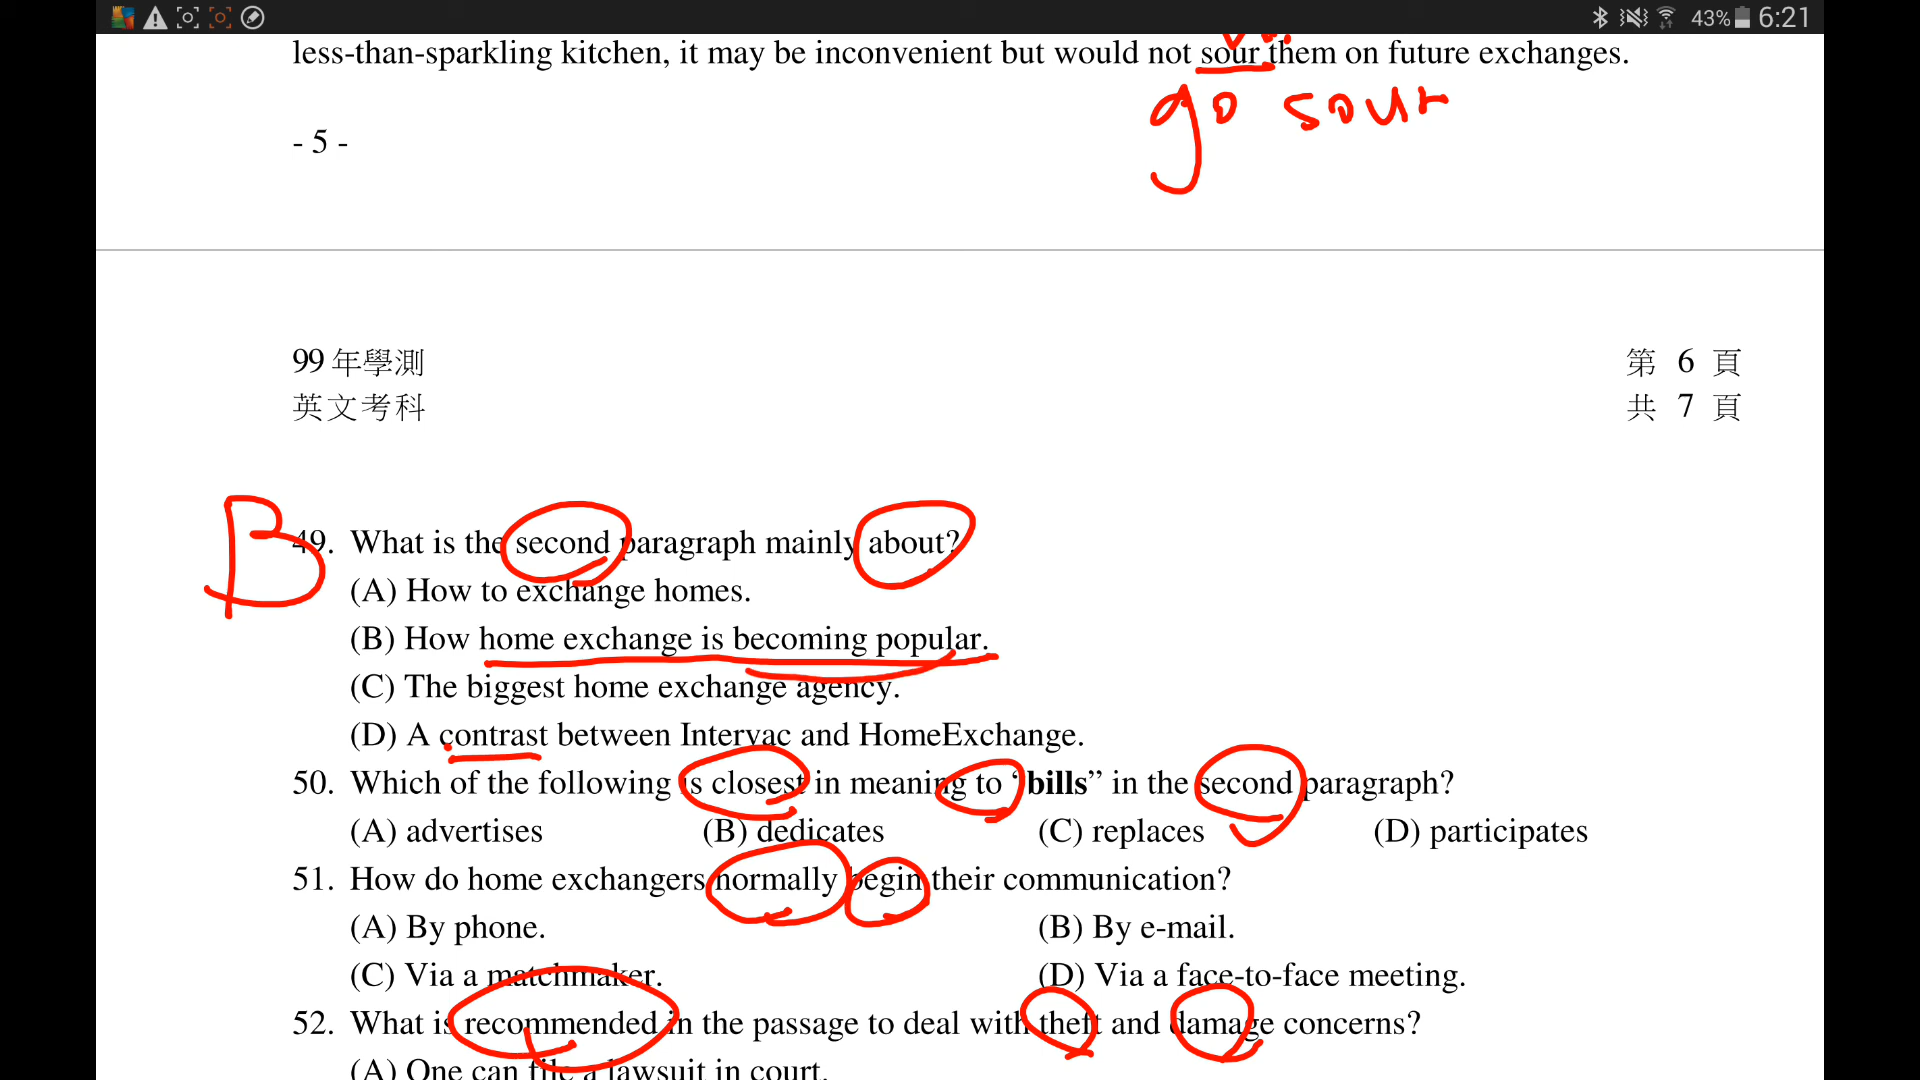 43% 6:21
less-than-sparkling kitchen, it may be inconvenient but would not sour them on future exchanges.
go sour
- 5 -
99 年學測 第 6 頁
英文考科 共 7 頁
B
49. What is the second paragraph mainly about?
(A) How to exchange homes.
(B) How home exchange is becoming popular.
(C) The biggest home exchange agency.
(D) A contrast between Intervac and HomeExchange.
50. Which of the following is closest in meaning to “bills” in the second paragraph?
(A) advertises (B) dedicates (C) replaces (D) participates
51. How do home exchangers normally begin their communication?
(A) By phone. (B) By e-mail.
(C) Via a matchmaker. (D) Via a face-to-face meeting.
52. What is recommended in the passage to deal with theft and damage concerns?
(A) One can file a lawsuit in court.